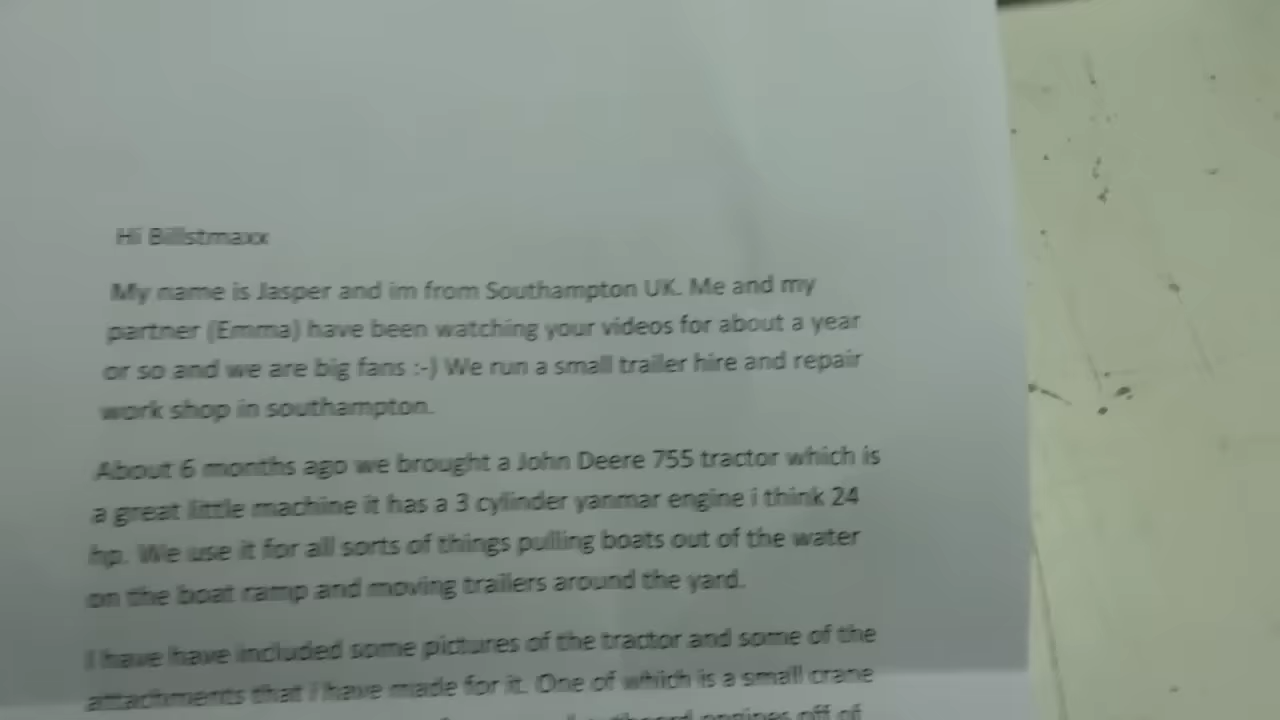 Hi Billstmaxx
My name is Jasper and im from Southampton UK. Me and my
partner (Emma) have been watching your videos for about a year
or so and we are big fans :-) We run a small trailer hire and repair
work shop in southampton.
About 6 months ago we brought a John Deere 755 tractor which is
a great little machine it has a 3 cylinder yanmar engine i think 24
hp. We use it for all sorts of things pulling boats out of the water
on the boat ramp and moving trailers around the yard.
I have have included some pictures of the tractor and some of the
attachments that i have made for it. One of which is a small crane
engines off of